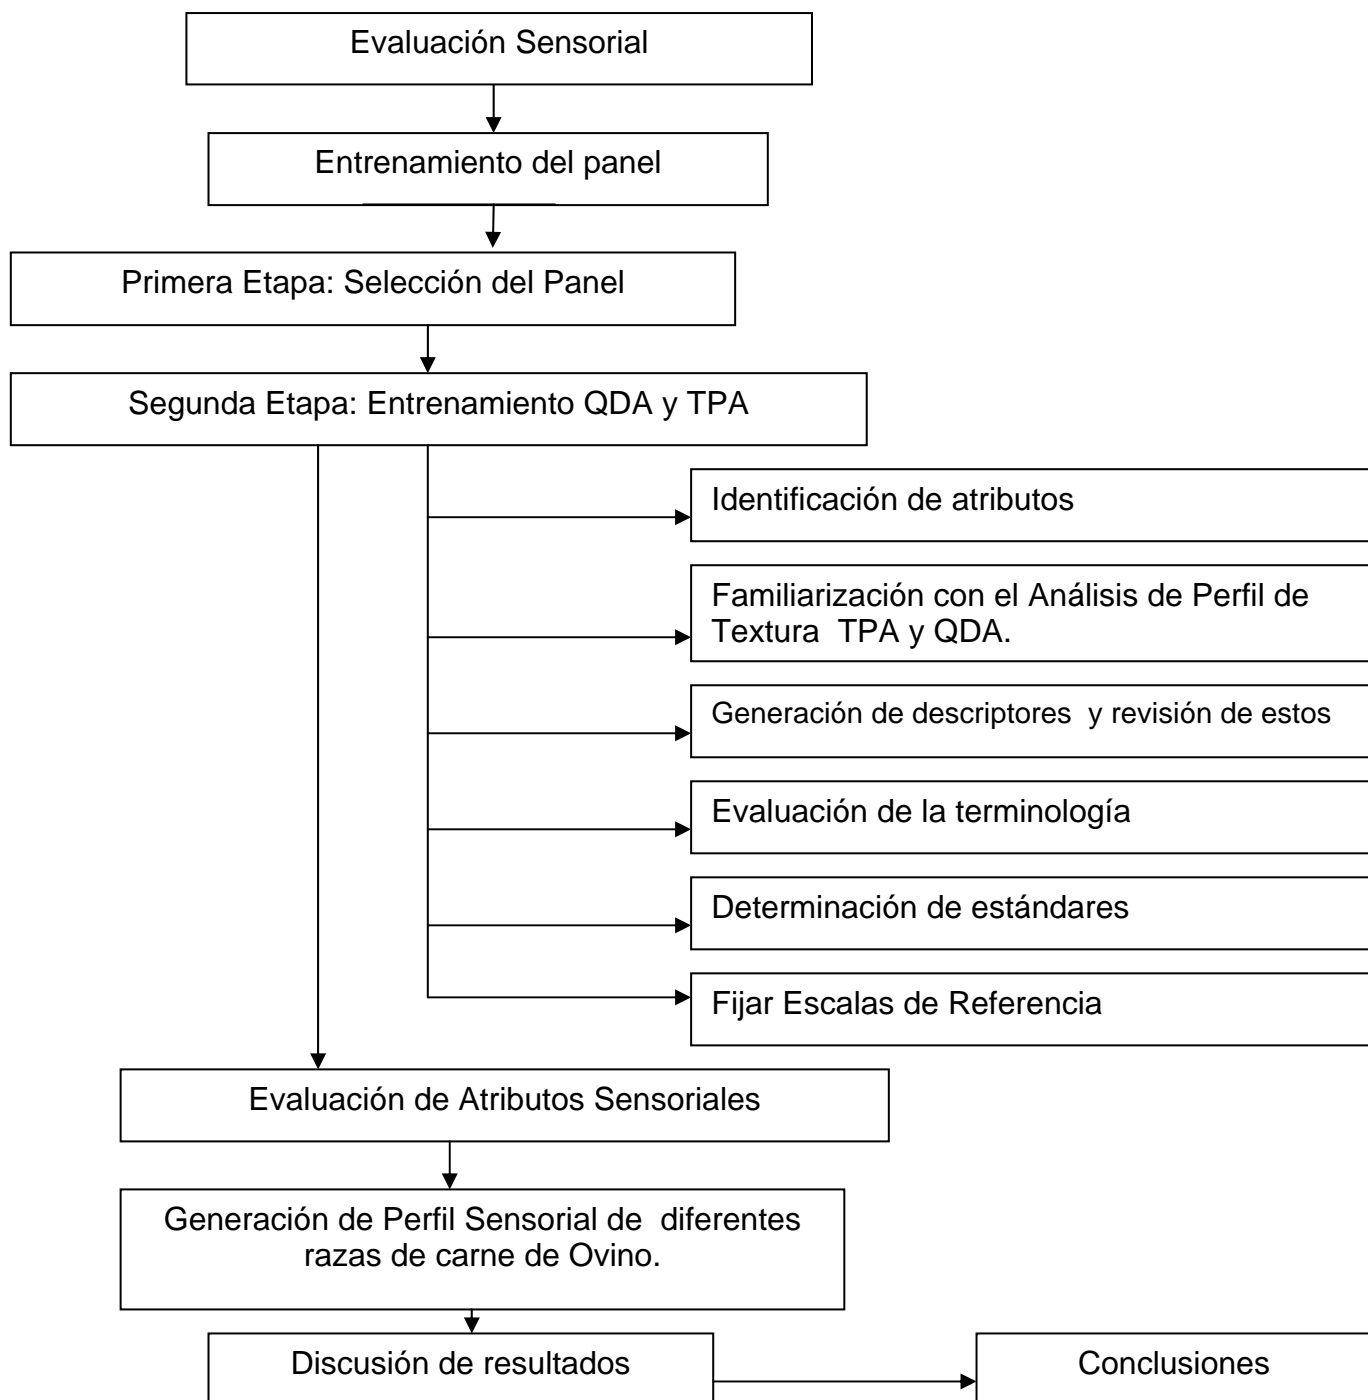 Evaluación Sensorial
Entrenamiento del panel
Primera Etapa: Selección del Panel
Segunda Etapa: Entrenamiento QDA y TPA
Identificación de atributos
Familiarización con el Análisis de Perfil de
Textura  TPA y QDA.
Generación de descriptores  y revisión de estos
Evaluación de la terminología
Determinación de estándares
Fijar Escalas de Referencia
Evaluación de Atributos Sensoriales
Generación de Perfil Sensorial de  diferentes
razas de carne de Ovino.
Discusión de resultados
Conclusiones